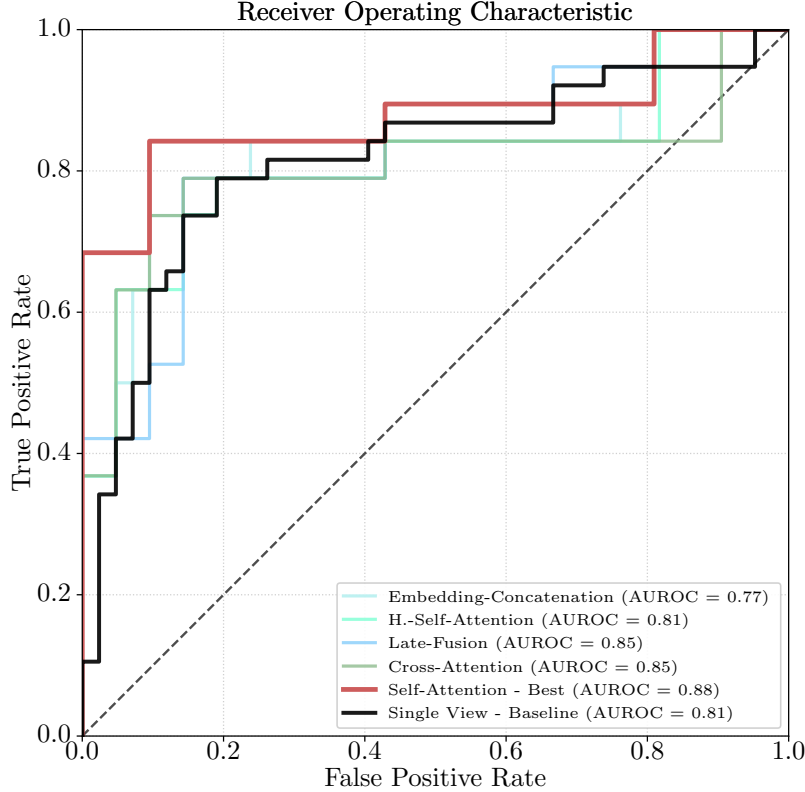 Receiver Operating Characteristic
True Positive Rate
1.0
0.8
0.6
0.4
0.2
0.0
Embedding-Concatenation (AUROC = 0.77)
H.-Self-Attention (AUROC = 0.81)
Late-Fusion (AUROC = 0.85)
Cross-Attention (AUROC = 0.85)
Self-Attention - Best (AUROC = 0.88)
Single View - Baseline (AUROC = 0.81)
0.0 0.2 0.4 0.6 0.8 1.0
False Positive Rate